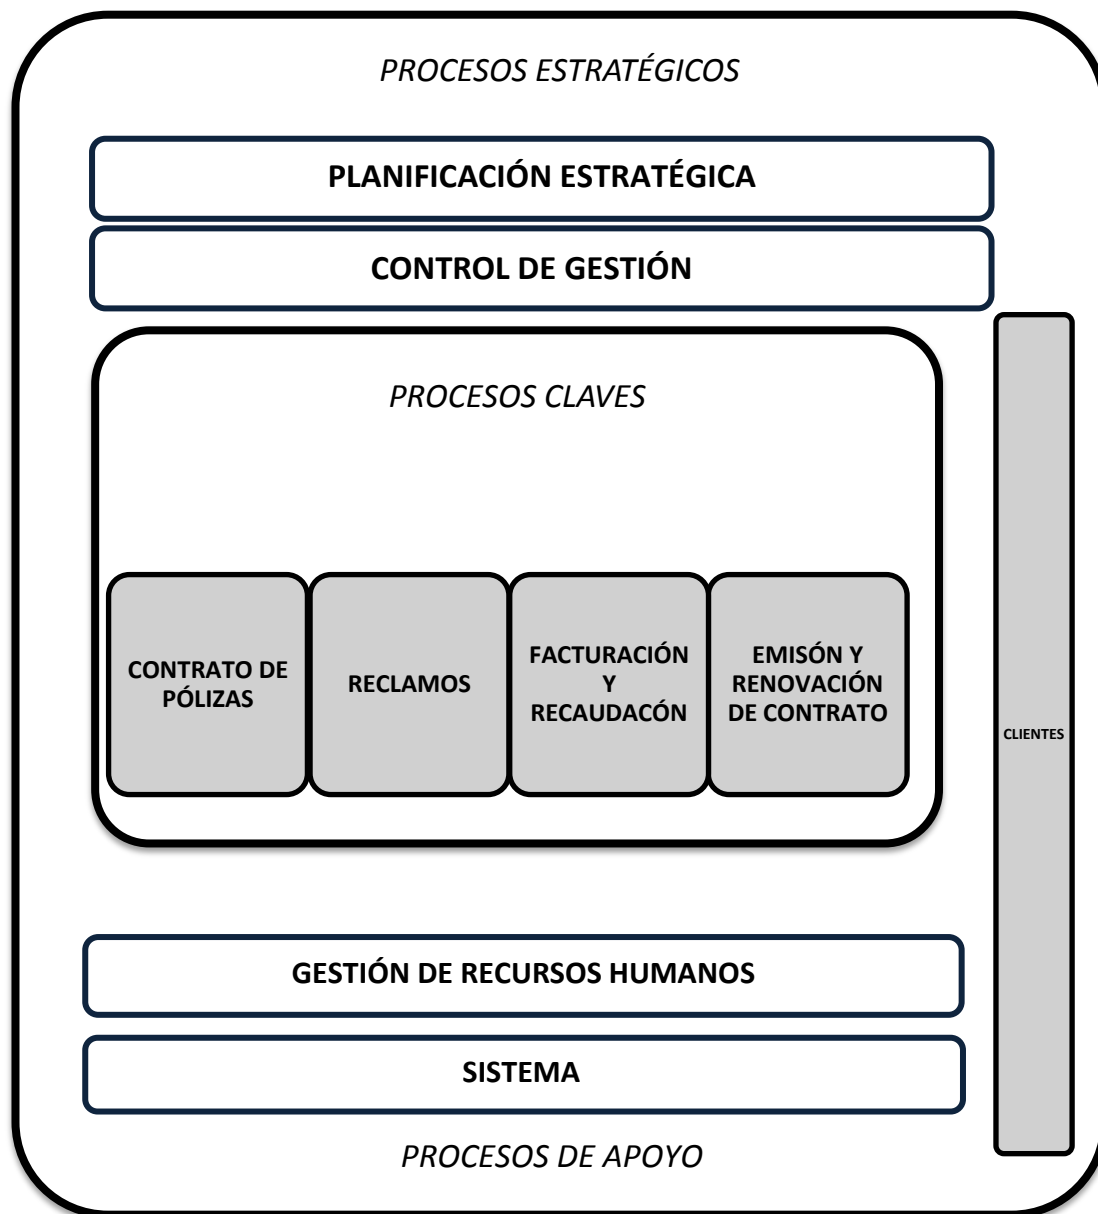 PROCESOS ESTRATÉGICOS
PLANIFICACIÓN ESTRATÉGICA
CONTROL DE GESTIÓN
PROCESOS CLAVES
CONTRATO DE
PÓLIZAS
RECLAMOS
FACTURACIÓN
Y
RECAUDACÓN
EMISÓN Y
RENOVACIÓN
DE CONTRATO
CLIENTES
GESTIÓN DE RECURSOS HUMANOS
SISTEMA
PROCESOS DE APOYO